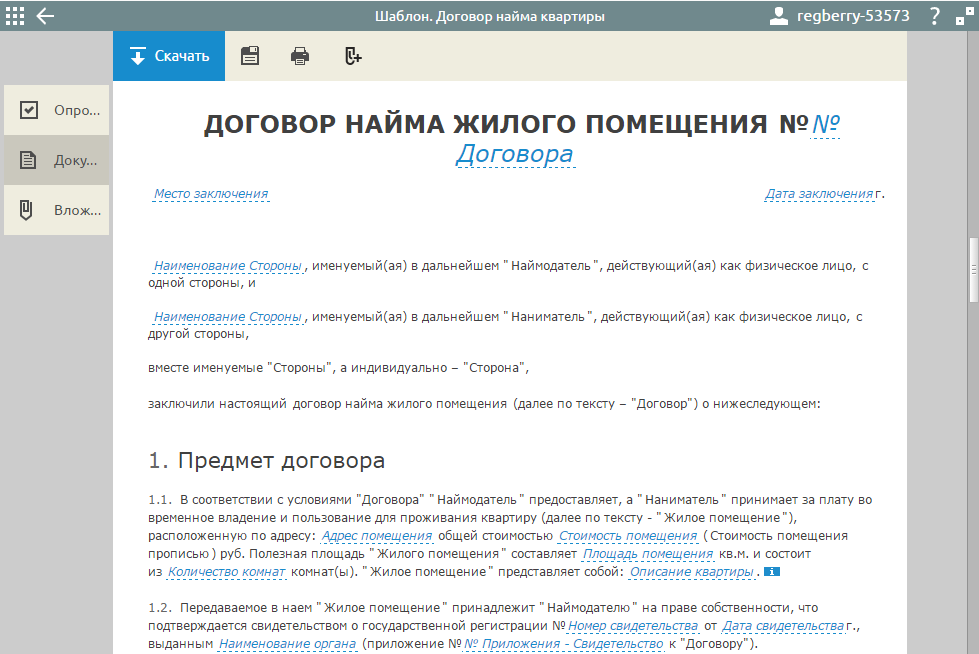 Шаблон. Договор найма квартиры
regberry-53573
?
Скачать
Опро...
Доку...
Влож...
ДОГОВОР НАЙМА ЖИЛОГО ПОМЕЩЕНИЯ №№
Договора
Место заключения Дата заключения г.
Наименование Стороны, именуемый(ая) в дальнейшем "Наймодатель", действующий(ая) как физическое лицо, с
одной стороны, и
Наименование Стороны, именуемый(ая) в дальнейшем "Наниматель", действующий(ая) как физическое лицо, с
другой стороны,
вместе именуемые "Стороны", а индивидуально – "Сторона",
заключили настоящий договор найма жилого помещения (далее по тексту – "Договор") о нижеследующем:
1. Предмет договора
1.1. В соответствии с условиями "Договора" "Наймодатель" предоставляет, а "Наниматель" принимает за плату во
временное владение и пользование для проживания квартиру (далее по тексту - "Жилое помещение"),
расположенную по адресу: Адрес помещения общей стоимостью Стоимость помещения (Стоимость помещения
прописью) руб. Полезная площадь "Жилого помещения" составляет Площадь помещения кв.м. и состоит
из Количество комнат комнат(ы). "Жилое помещение" представляет собой: Описание квартиры. i
1.2. Передаваемое в наем "Жилое помещение" принадлежит "Наймодателю" на праве собственности, что
подтверждается свидетельством о государственной регистрации №Номер свидетельства от Дата свидетельства г.,
выданным Наименование органа (приложение №№ Приложения - Свидетельство к "Договору").